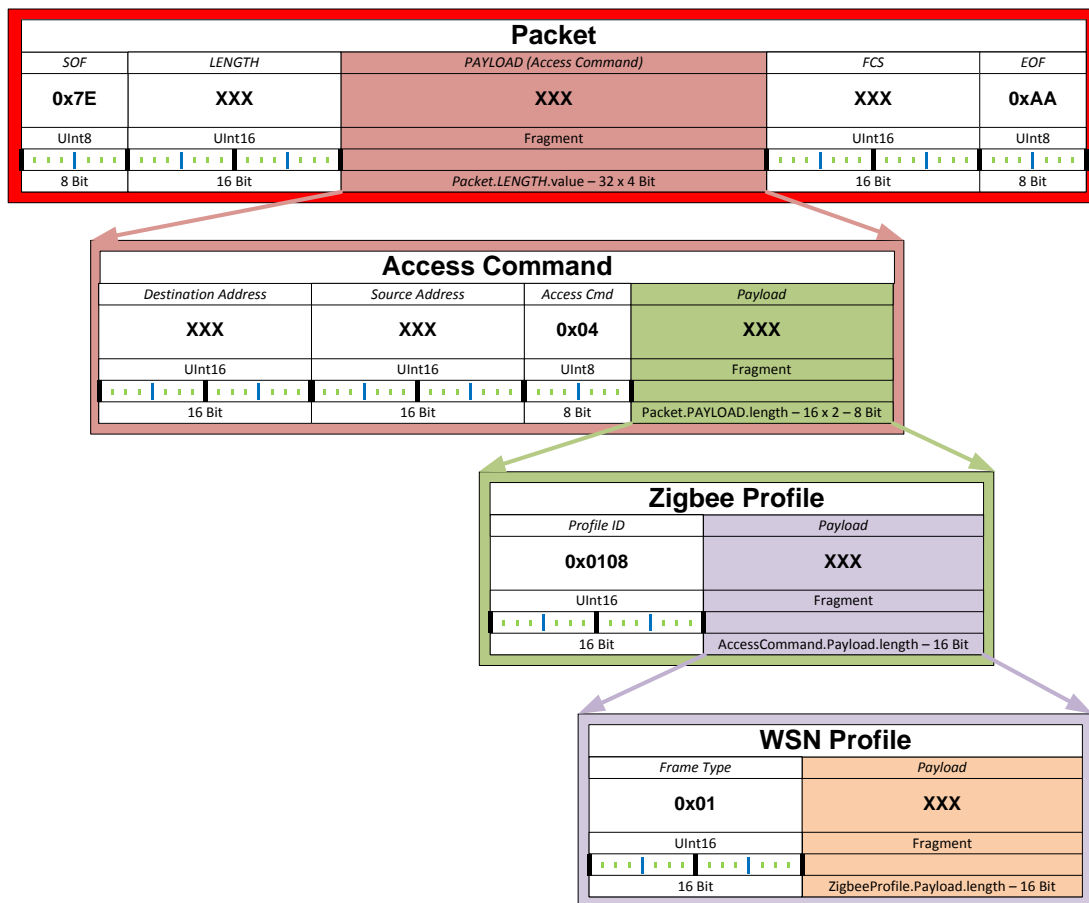 Packet
SOF LENGTH PAYLOAD (Access Command) FCS EOF
0x7E XXX XXX XXX 0xAA
UInt8 UInt16 Fragment UInt16 UInt8
8 Bit 16 Bit Packet.LENGTH.value – 32 x 4 Bit 16 Bit 8 Bit
Access Command
Destination Address Source Address Access Cmd Payload
XXX XXX 0x04 XXX
UInt16 UInt16 UInt8 Fragment
16 Bit 16 Bit 8 Bit Packet.PAYLOAD.length – 16 x 2 – 8 Bit
Zigbee Profile
Profile ID Payload
0x0108 XXX
UInt16 Fragment
16 Bit AccessCommand.Payload.length – 16 Bit
WSN Profile
Frame Type Payload
0x01 XXX
UInt16 Fragment
16 Bit ZigbeeProfile.Payload.length – 16 Bit